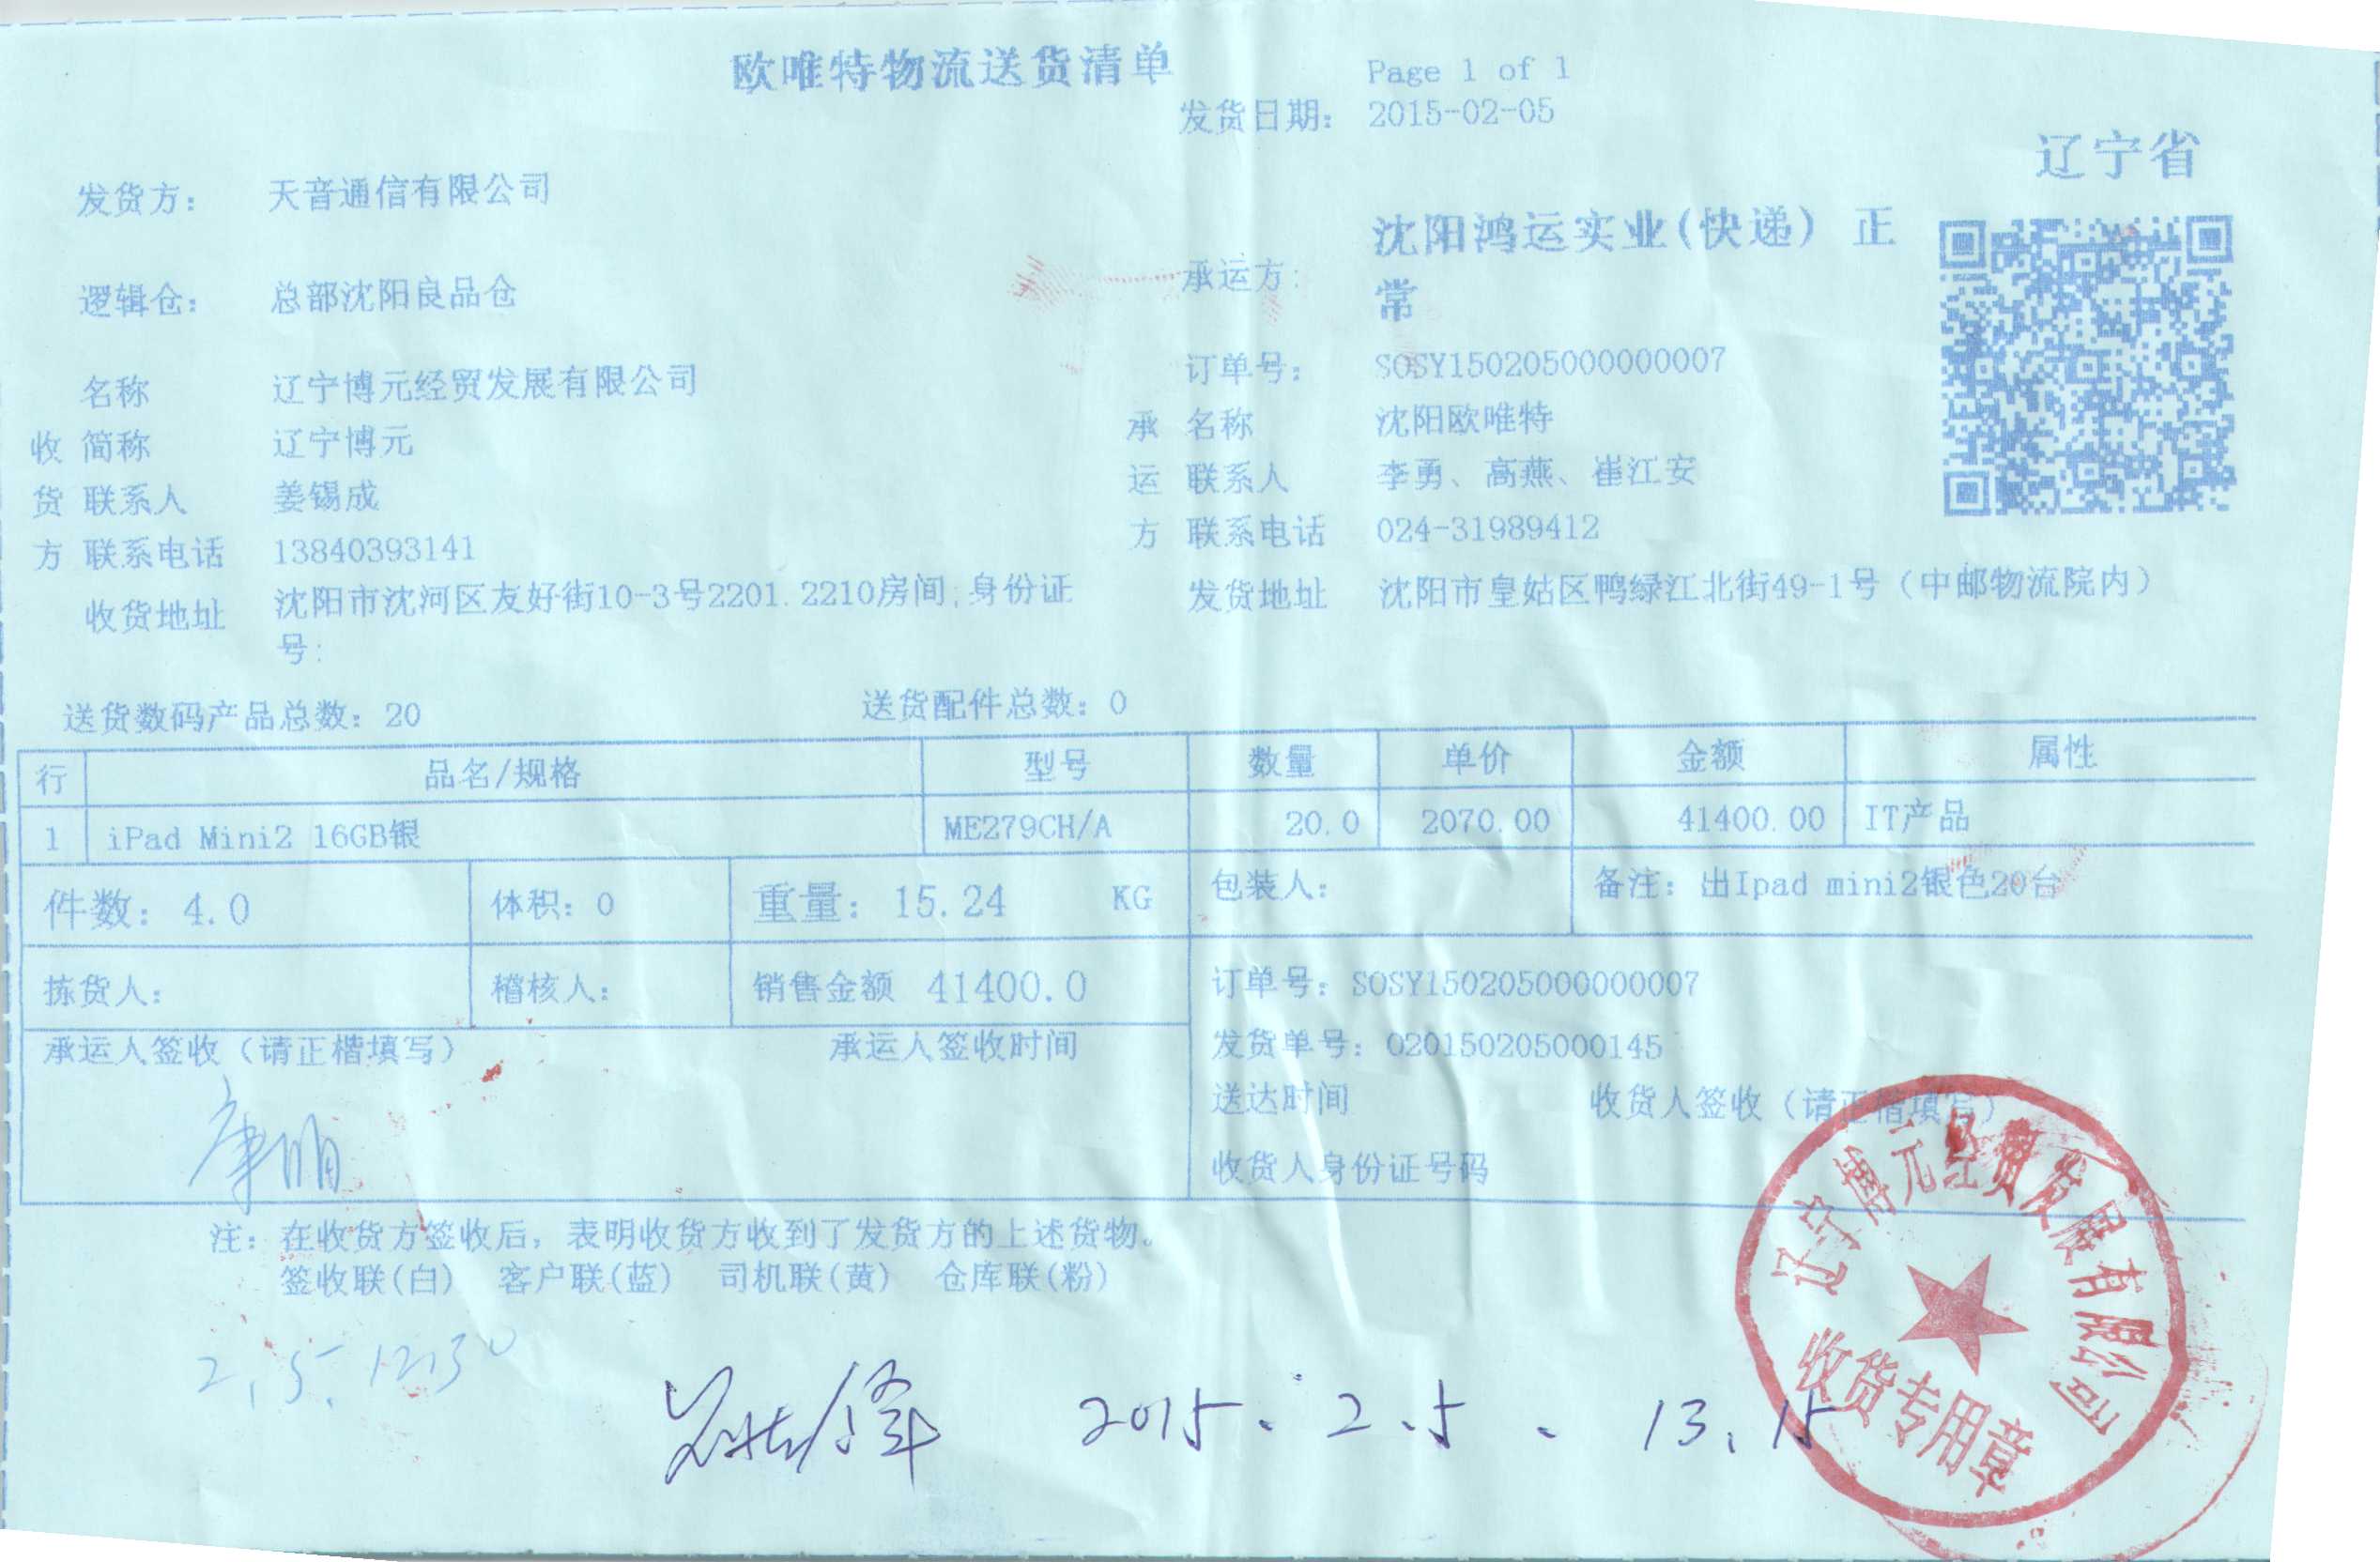 欧唯特物流送货清单
Page 1 of 1
发货日期: 2015-02-05
辽宁省
发货方: 天音通信有限公司
承运方: 沈阳鸿运实业(快递) 正常
逻辑仓: 总部沈阳良品仓
订单号: SOSY150205000000007
收货方
名称 辽宁博元经贸发展有限公司
简称 辽宁博元
联系人 姜锡成
联系电话 13840393141
收货地址 沈阳市沈河区友好街10-3号2201.2210房间;身份证号:
承运方
名称 沈阳欧唯特
联系人 李勇、高燕、崔江安
联系电话 024-31989412
发货地址 沈阳市皇姑区鸭绿江北街49-1号(中邮物流院内)
送货数码产品总数: 20 送货配件总数: 0
行 品名/规格 型号 数量 单价 金额 属性
1 iPad Mini2 16GB银 ME279CH/A 20.0 2070.00 41400.00 IT产品
件数: 4.0 体积: 0 重量: 15.24 KG 包装人: 备注: 出Ipad mini2银色20台
拣货人: 稽核人: 销售金额 41400.0 订单号: SOSY150205000000007
承运人签收(请正楷填写) 承运人签收时间 发货单号: 020150205000145
送达时间 收货人签收(请正楷填写)
收货人身份证号码
注: 在收货方签收后, 表明收货方收到了发货方的上述货物。
签收联(白) 客户联(蓝) 司机联(黄) 仓库联(粉)
2.5. 12:30
2015. 2.5. 13.15
辽宁博元经贸发展有限公司
收货专用章